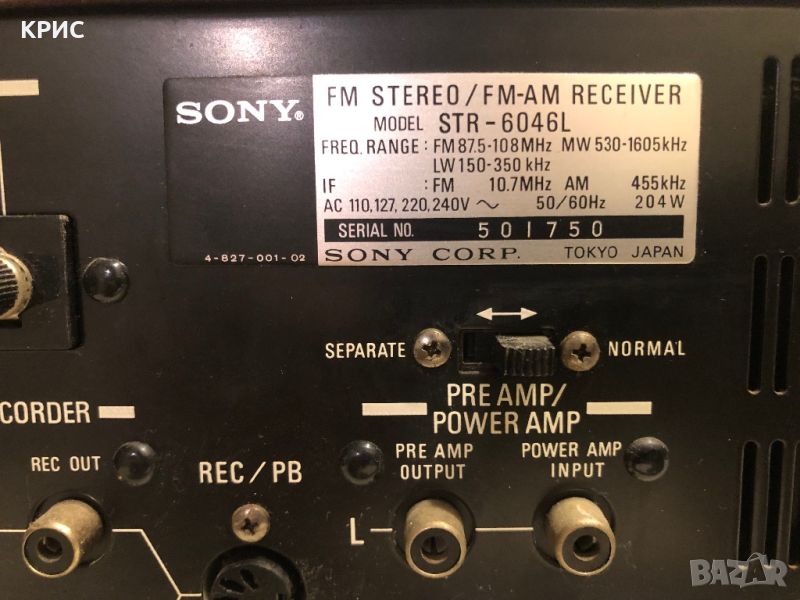 КРИС
SONY®
FM STEREO/FM-AM RECEIVER
MODEL STR-6046L
FREQ. RANGE : FM 87.5-108MHz MW 530-1605kHz
LW 150-350 kHz
IF : FM 10.7MHz AM 455kHz
AC 110,127,220,240V ~ 50/60Hz 204W
SERIAL NO. 501750
SONY CORP. TOKYO JAPAN
4-827-001-02
SEPARATE
NORMAL
PRE AMP/
POWER AMP
CORDER
REC OUT
REC/PB
PRE AMP
OUTPUT
POWER AMP
INPUT
L
BAZAR